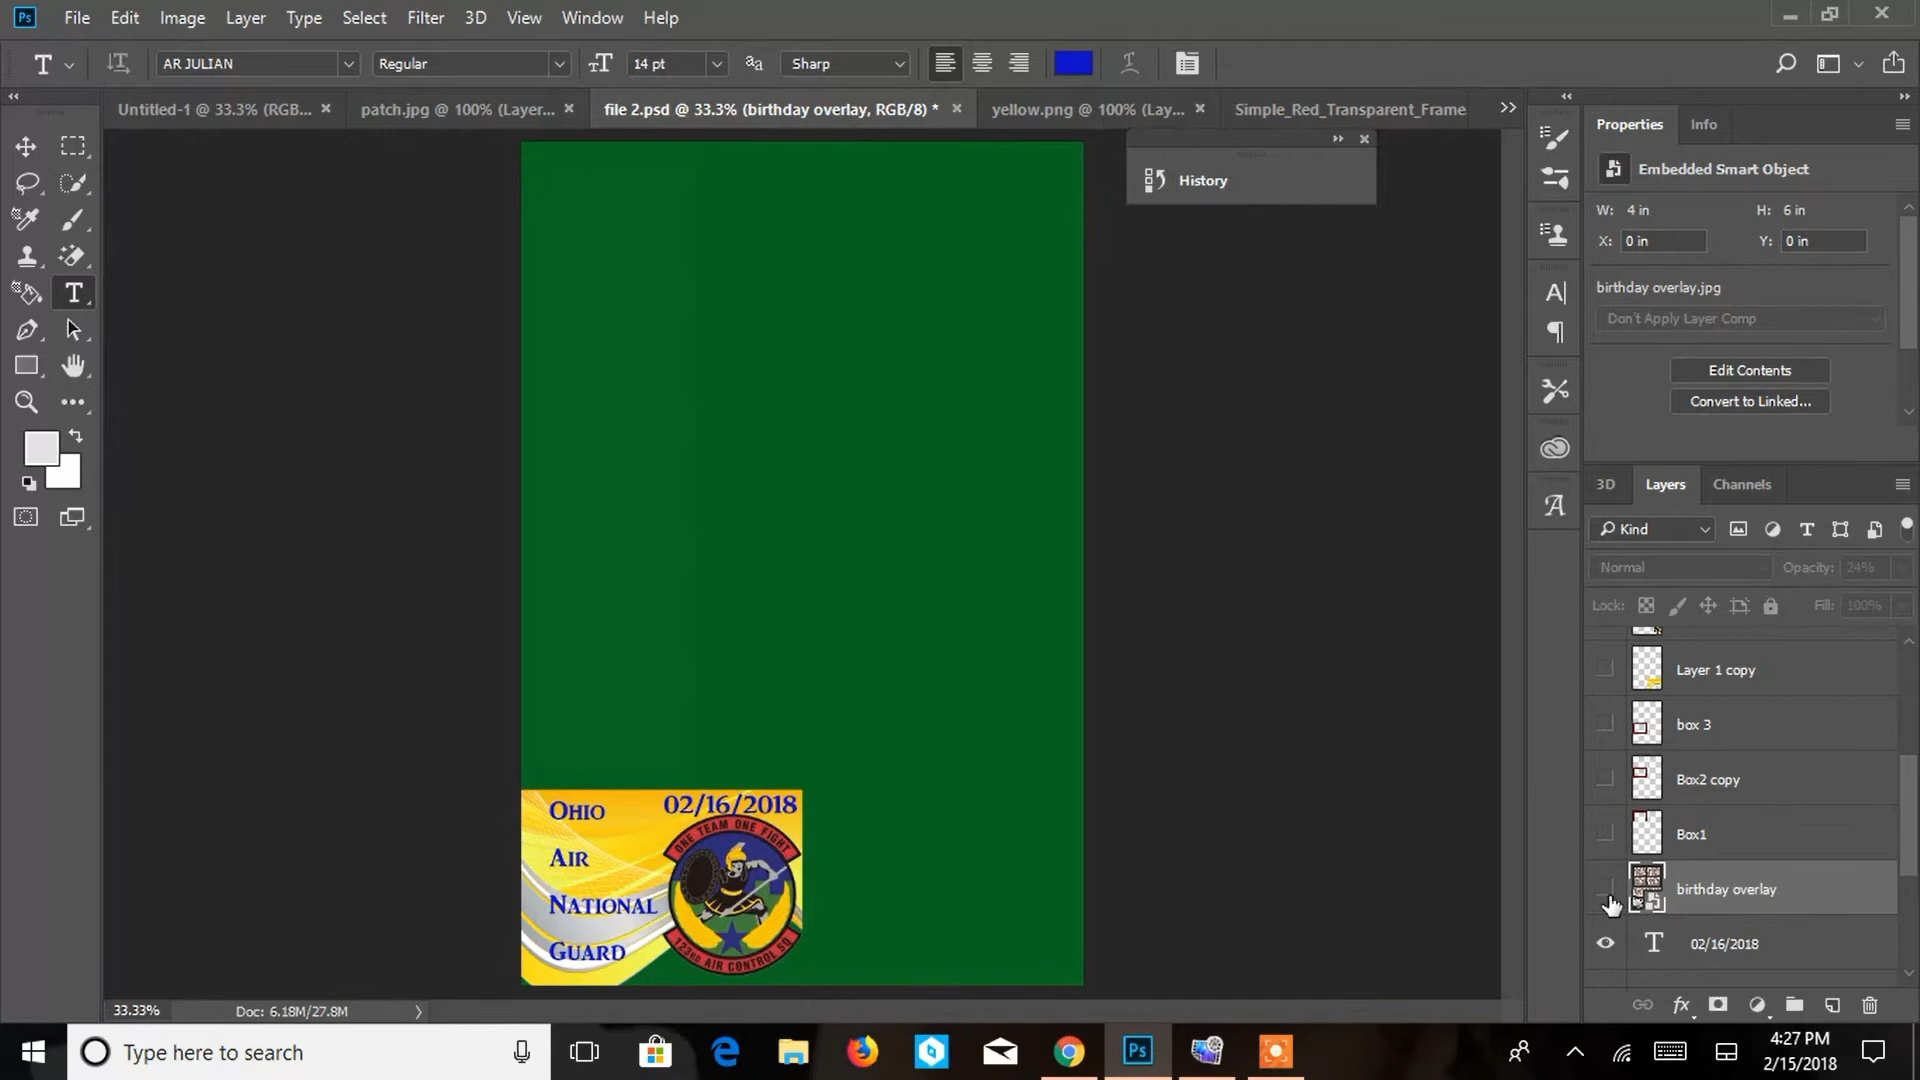 Ps File Edit Image Layer Type Select Filter 3D View Window Help
T AR JULIAN Regular 14 pt Sharp
Untitled-1 @ 33.3% (RGB... patch.jpg @ 100% (Layer... file 2.psd @ 33.3% (birthday overlay, RGB/8) * yellow.png @ 100% (Lay... Simple_Red_Transparent_Frame
Properties Info
Embedded Smart Object
History
W: 4 in H: 6 in
X: 0 in Y: 0 in
birthday overlay.jpg
Don't Apply Layer Comp
Edit Contents
Convert to Linked...
3D Layers Channels
Kind
Normal Opacity: 24%
Lock: Fill: 100%
Layer 1 copy
box 3
Box2 copy
Box1
birthday overlay
T 02/16/2018
OHIO
AIR
NATIONAL
GUARD
02/16/2018
ONE TEAM ONE FIGHT
123RD AIR CONTROL SQ
33.33% Doc: 6.18M/27.8M
Type here to search
Ps
4:27 PM
2/15/2018